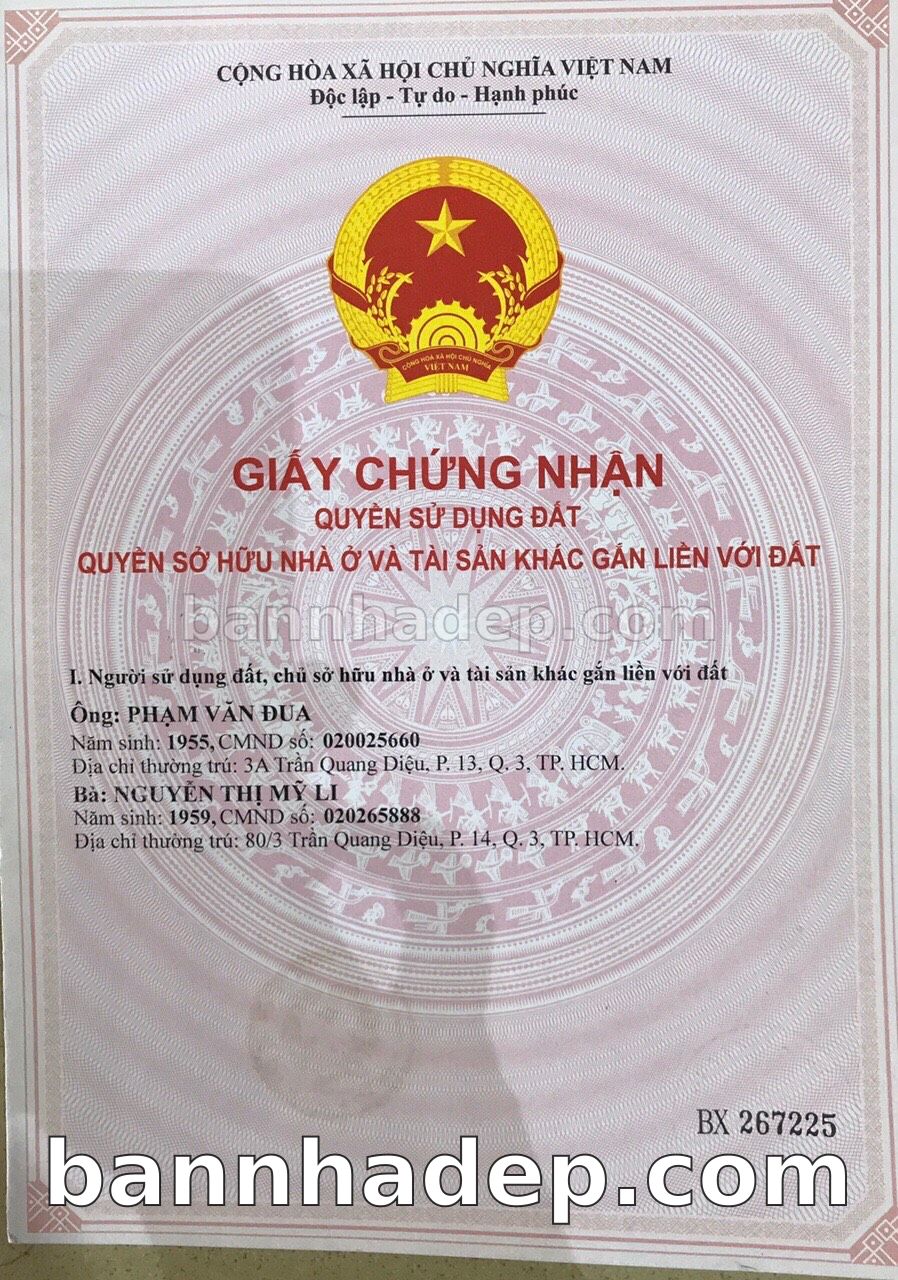 CỘNG HÒA XÃ HỘI CHỦ NGHĨA VIỆT NAM
Độc lập - Tự do - Hạnh phúc
CỘNG HÒA XÃ HỘI CHỦ NGHĨA
VIỆT NAM
GIẤY CHỨNG NHẬN
QUYỀN SỬ DỤNG ĐẤT
QUYỀN SỞ HỮU NHÀ Ở VÀ TÀI SẢN KHÁC GẮN LIỀN VỚI ĐẤT
bannhadep.com
I. Người sử dụng đất, chủ sở hữu nhà ở và tài sản khác gắn liền với đất
Ông: PHẠM VĂN ĐUA
Năm sinh: 1955, CMND số: 020025660
Địa chỉ thường trú: 3A Trần Quang Diệu, P. 13, Q. 3, TP. HCM.
Bà: NGUYỄN THỊ MỸ LI
Năm sinh: 1959, CMND số: 020265888
Địa chỉ thường trú: 80/3 Trần Quang Diệu, P. 14, Q. 3, TP. HCM.
BX 267225
bannhadep.com